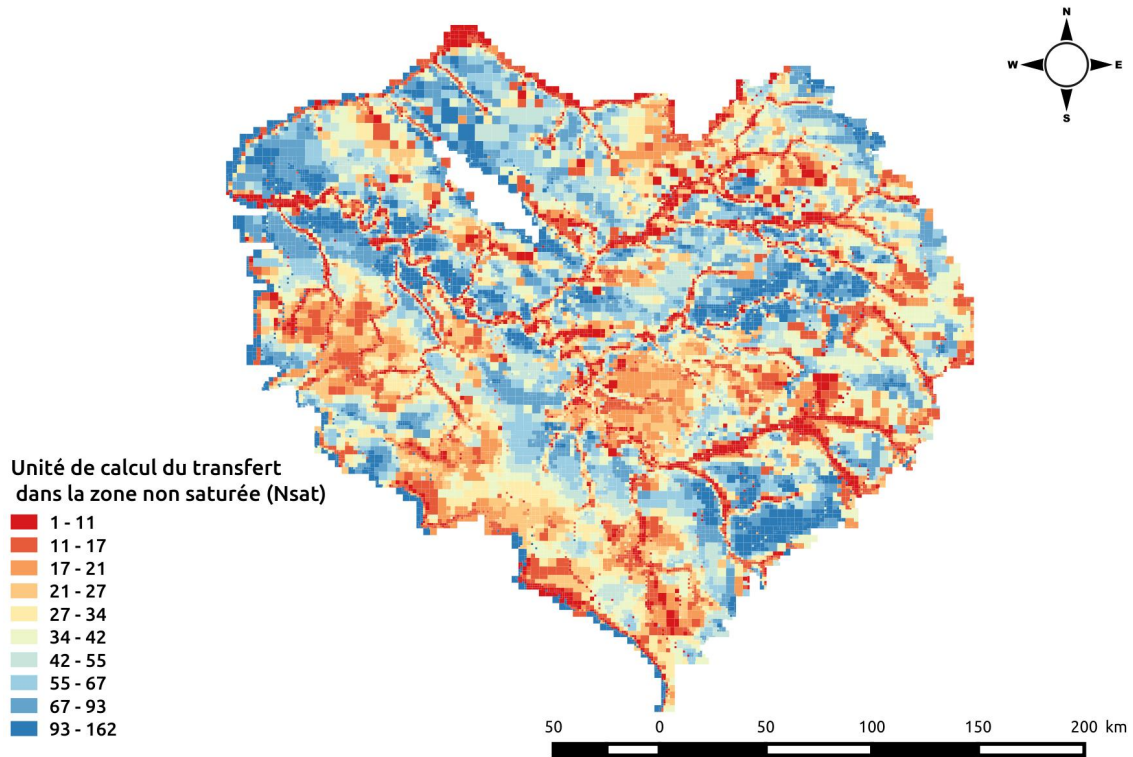 N
W E
S
Unité de calcul du transfert
dans la zone non saturée (Nsat)
1 - 11
11 - 17
17 - 21
21 - 27
27 - 34
34 - 42
42 - 55
55 - 67
67 - 93
93 - 162
50 0 50 100 150 200 km